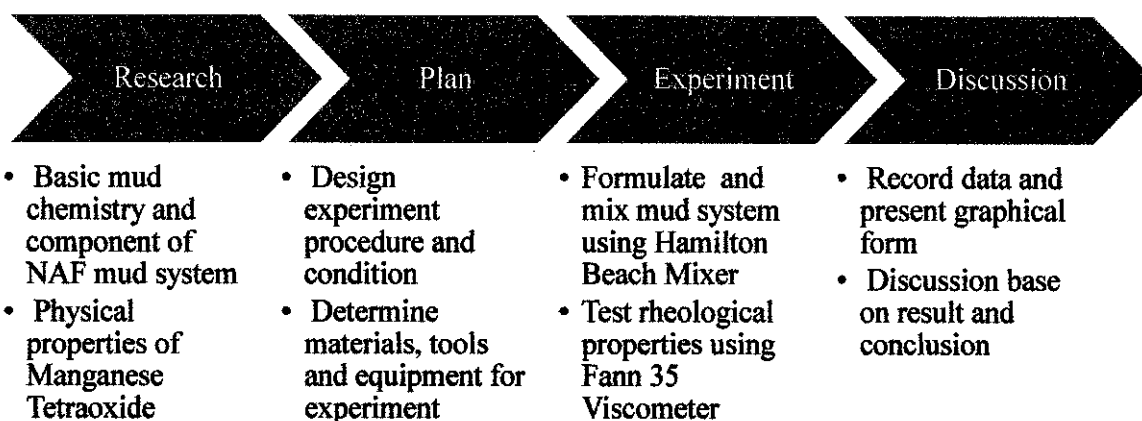 Research
Plan
Experiment
Discussion
• Basic mud
chemistry and
component of
NAF mud system
• Physical
properties of
Manganese
Tetraoxide
• Design
experiment
procedure and
condition
• Determine
materials, tools
and equipment for
experiment
• Formulate and
mix mud system
using Hamilton
Beach Mixer
• Test rheological
properties using
Fann 35
Viscometer
• Record data and
present graphical
form
• Discussion base
on result and
conclusion